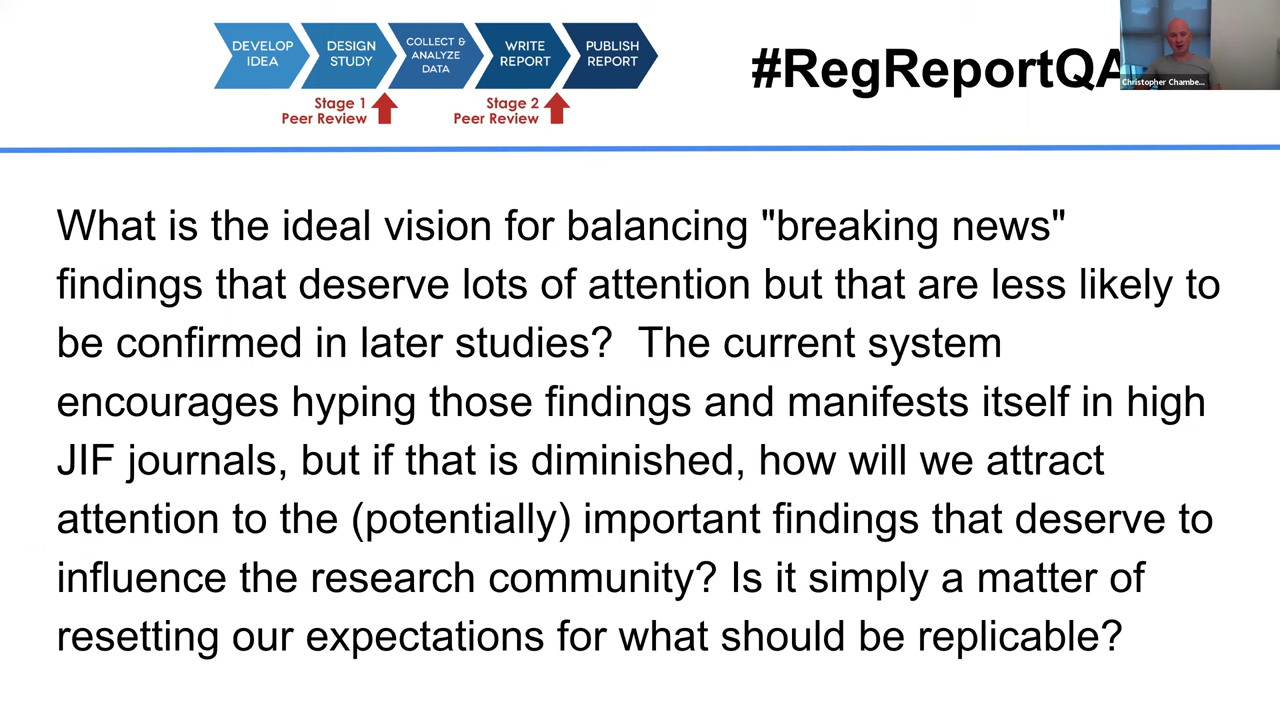 DEVELOP IDEA
DESIGN STUDY
COLLECT & ANALYZE DATA
WRITE REPORT
PUBLISH REPORT
Stage 1 Peer Review
Stage 2 Peer Review
#RegReportQA
Christopher Chambe...
What is the ideal vision for balancing "breaking news"
findings that deserve lots of attention but that are less likely to
be confirmed in later studies?  The current system
encourages hyping those findings and manifests itself in high
JIF journals, but if that is diminished, how will we attract
attention to the (potentially) important findings that deserve to
influence the research community? Is it simply a matter of
resetting our expectations for what should be replicable?